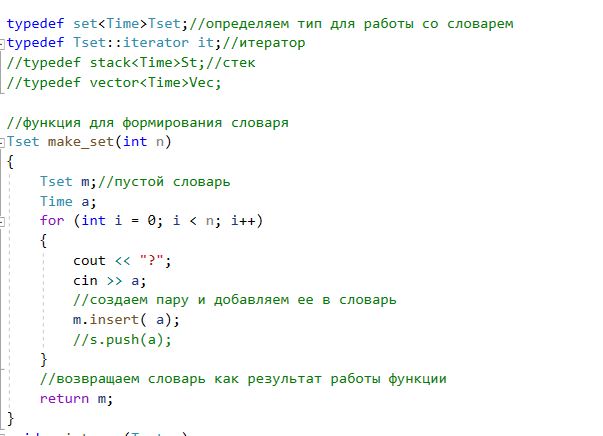 typedef set<Time>Tset;//определяем тип для работы со словарем
typedef Tset::iterator it;//итератор
//typedef stack<Time>St;//стек
//typedef vector<Time>Vec;
//функция для формирования словаря
Tset make_set(int n)
{
Tset m;//пустой словарь
Time a;
for (int i = 0; i < n; i++)
{
cout << "?";
cin >> a;
//создаем пару и добавляем ее в словарь
m.insert( a);
//s.push(a);
}
//возвращаем словарь как результат работы функции
return m;
}